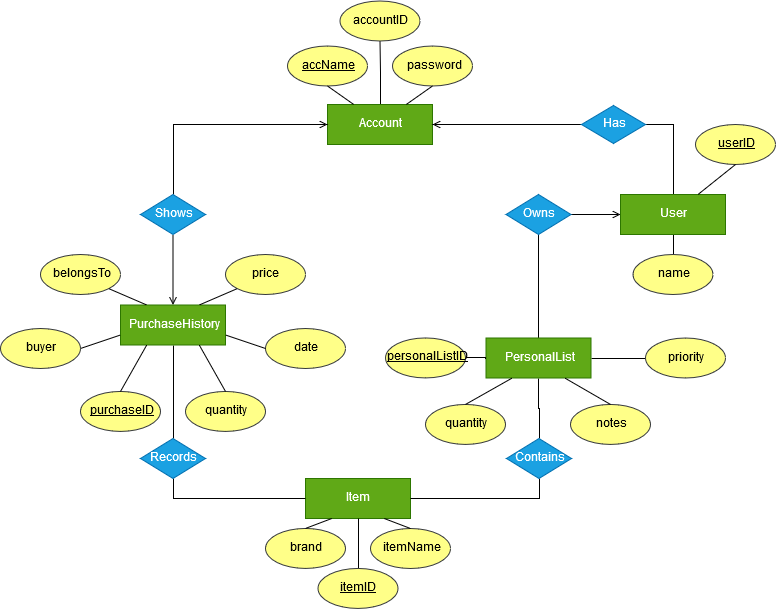 accountID
accName
password
Account
Has
userID
Shows
Owns
User
belongsTo
price
name
PurchaseHistory
buyer
date
personalListID
PersonalList
priority
purchaseID
quantity
quantity
notes
Records
Contains
Item
brand
itemName
itemID